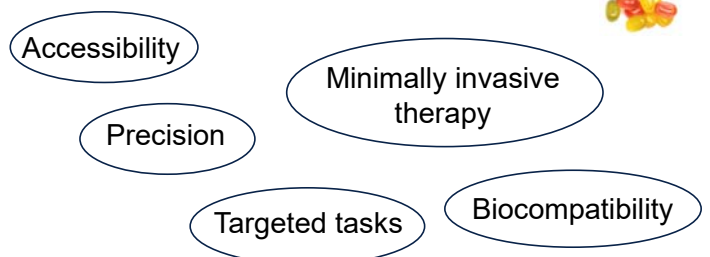 Accessibility
Minimally invasive
therapy
Precision
Targeted tasks
Biocompatibility